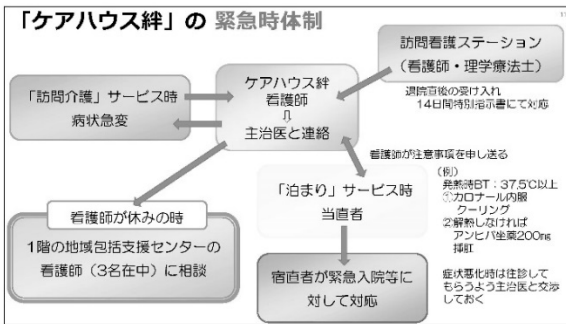 「ケアハウス絆」の 緊急時体制
訪問看護ステーション
（看護師・理学療法士）
退院直後の受け入れ
14日間特別指示書にて対応
「訪問介護」サービス時
病状急変
ケアハウス絆
看護師
⇩
主治医と連絡
看護師が注意事項を申し送る
（例）
発熱時BT：37.5℃以上
①カロナール内服
クーリング
②解熱しなければ
アンヒバ坐薬200mg
挿肛
症状悪化時は往診して
もらうよう主治医と交渉
しておく
「泊まり」サービス時
当直者
看護師が休みの時
1階の地域包括支援センターの
看護師（3名在中）に相談
宿直者が緊急入院等に
対して対応